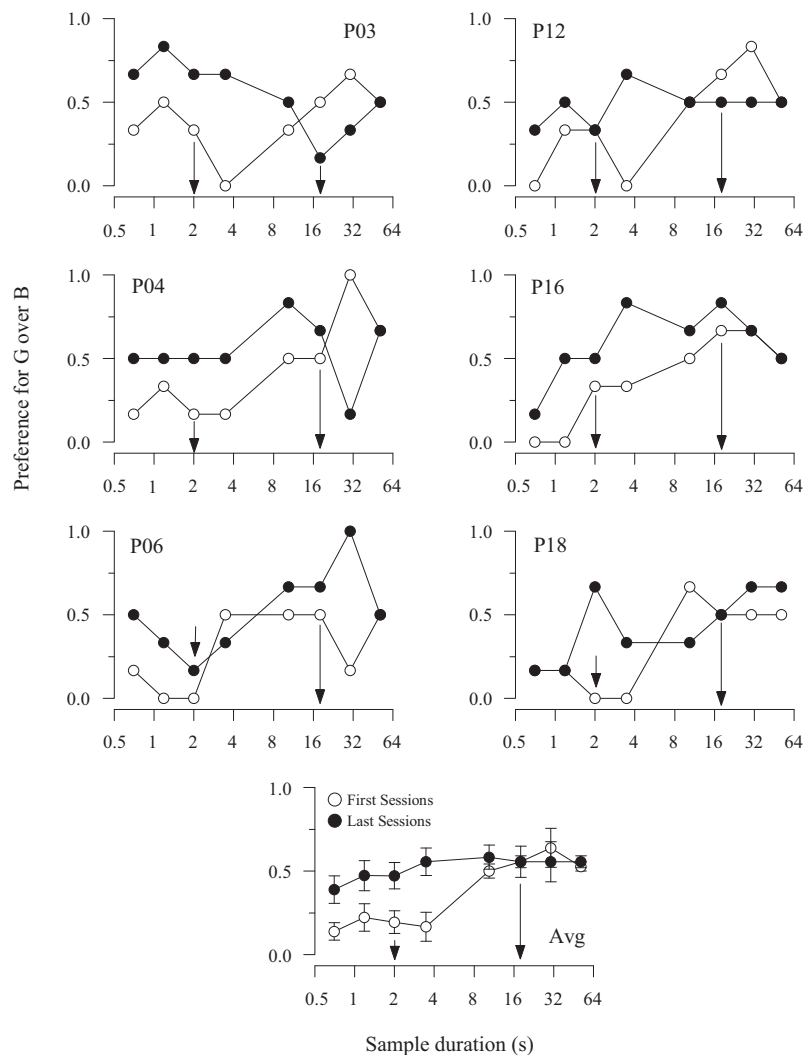 Preference for G over B
P03
1.0
0.5
0.0
0.5 1 2 4 8 16 32 64
P12
1.0
0.5
0.0
0.5 1 2 4 8 16 32 64
P04
1.0
0.5
0.0
0.5 1 2 4 8 16 32 64
P16
1.0
0.5
0.0
0.5 1 2 4 8 16 32 64
P06
1.0
0.5
0.0
0.5 1 2 4 8 16 32 64
P18
1.0
0.5
0.0
0.5 1 2 4 8 16 32 64
1.0
0.5
0.0
First Sessions
Last Sessions
Avg
0.5 1 2 4 8 16 32 64
Sample duration (s)